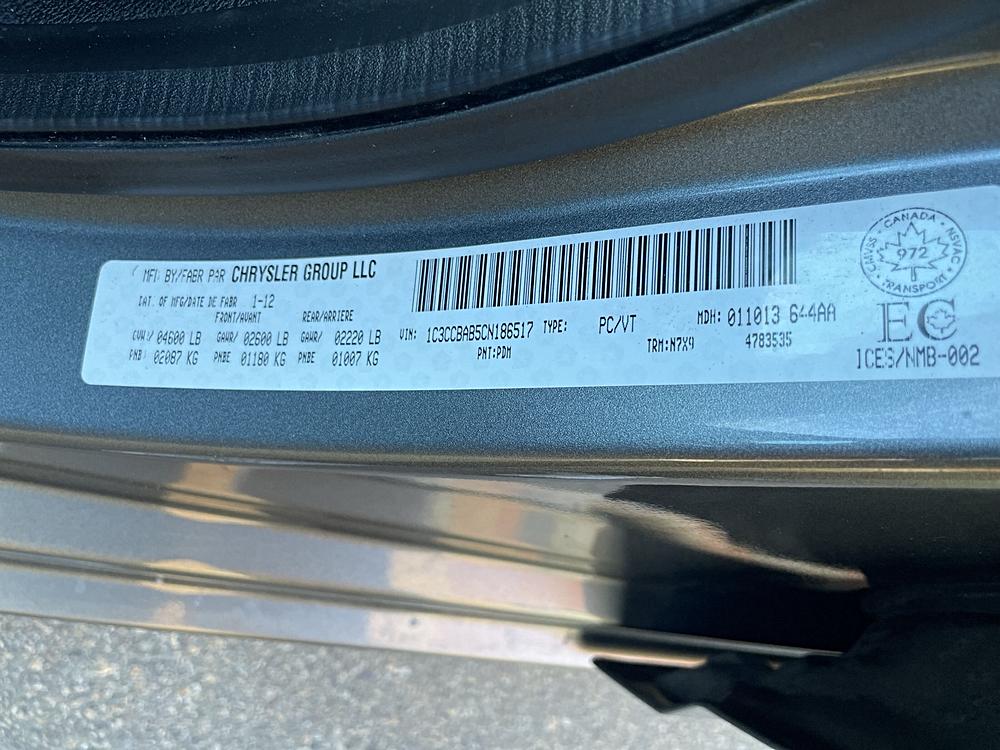 MFD BY/FABR PAR CHRYSLER GROUP LLC
DAT. OF MFG/DATE DE FABR 1-12
FRONT/AVANT REAR/ARRIERE
GVWR/ 04600 LB GAWR/ 02600 LB GAWR/ 02220 LB
PNBV 02087 KG PNBE 01180 KG PNBE 01007 KG
VIN: 1C3CCBAB5CN186517 TYPE: PC/VT MDH: 011013 644AA
PNT:PDM TRM:N7X9 4783535
CANADA
CMVSS NSVAC
972
TRANSPORT
EC
ICES/NMB-002